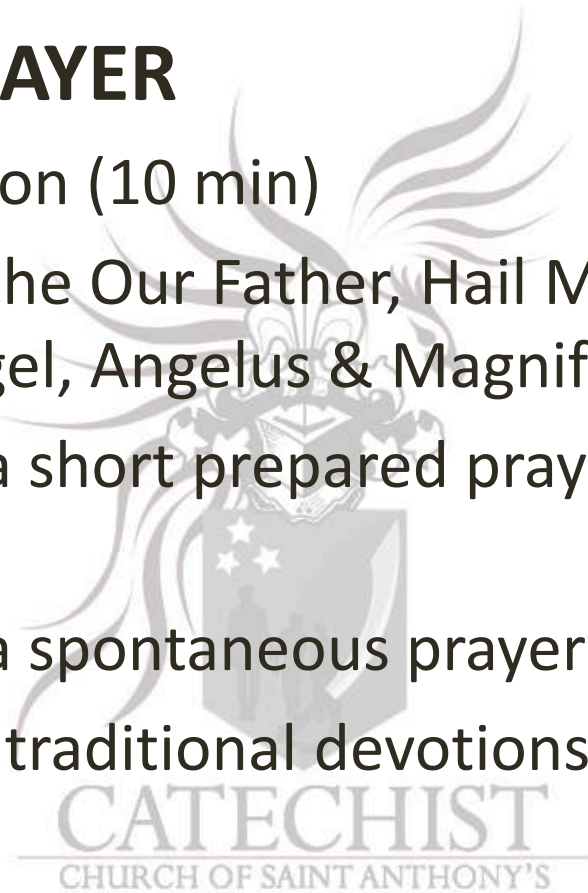 AYER
on (10 min)
he Our Father, Hail M
gel, Angelus & Magnif
a short prepared pray
a spontaneous prayer
traditional devotions
CATECHIST
CHURCH OF SAINT ANTHONY'S